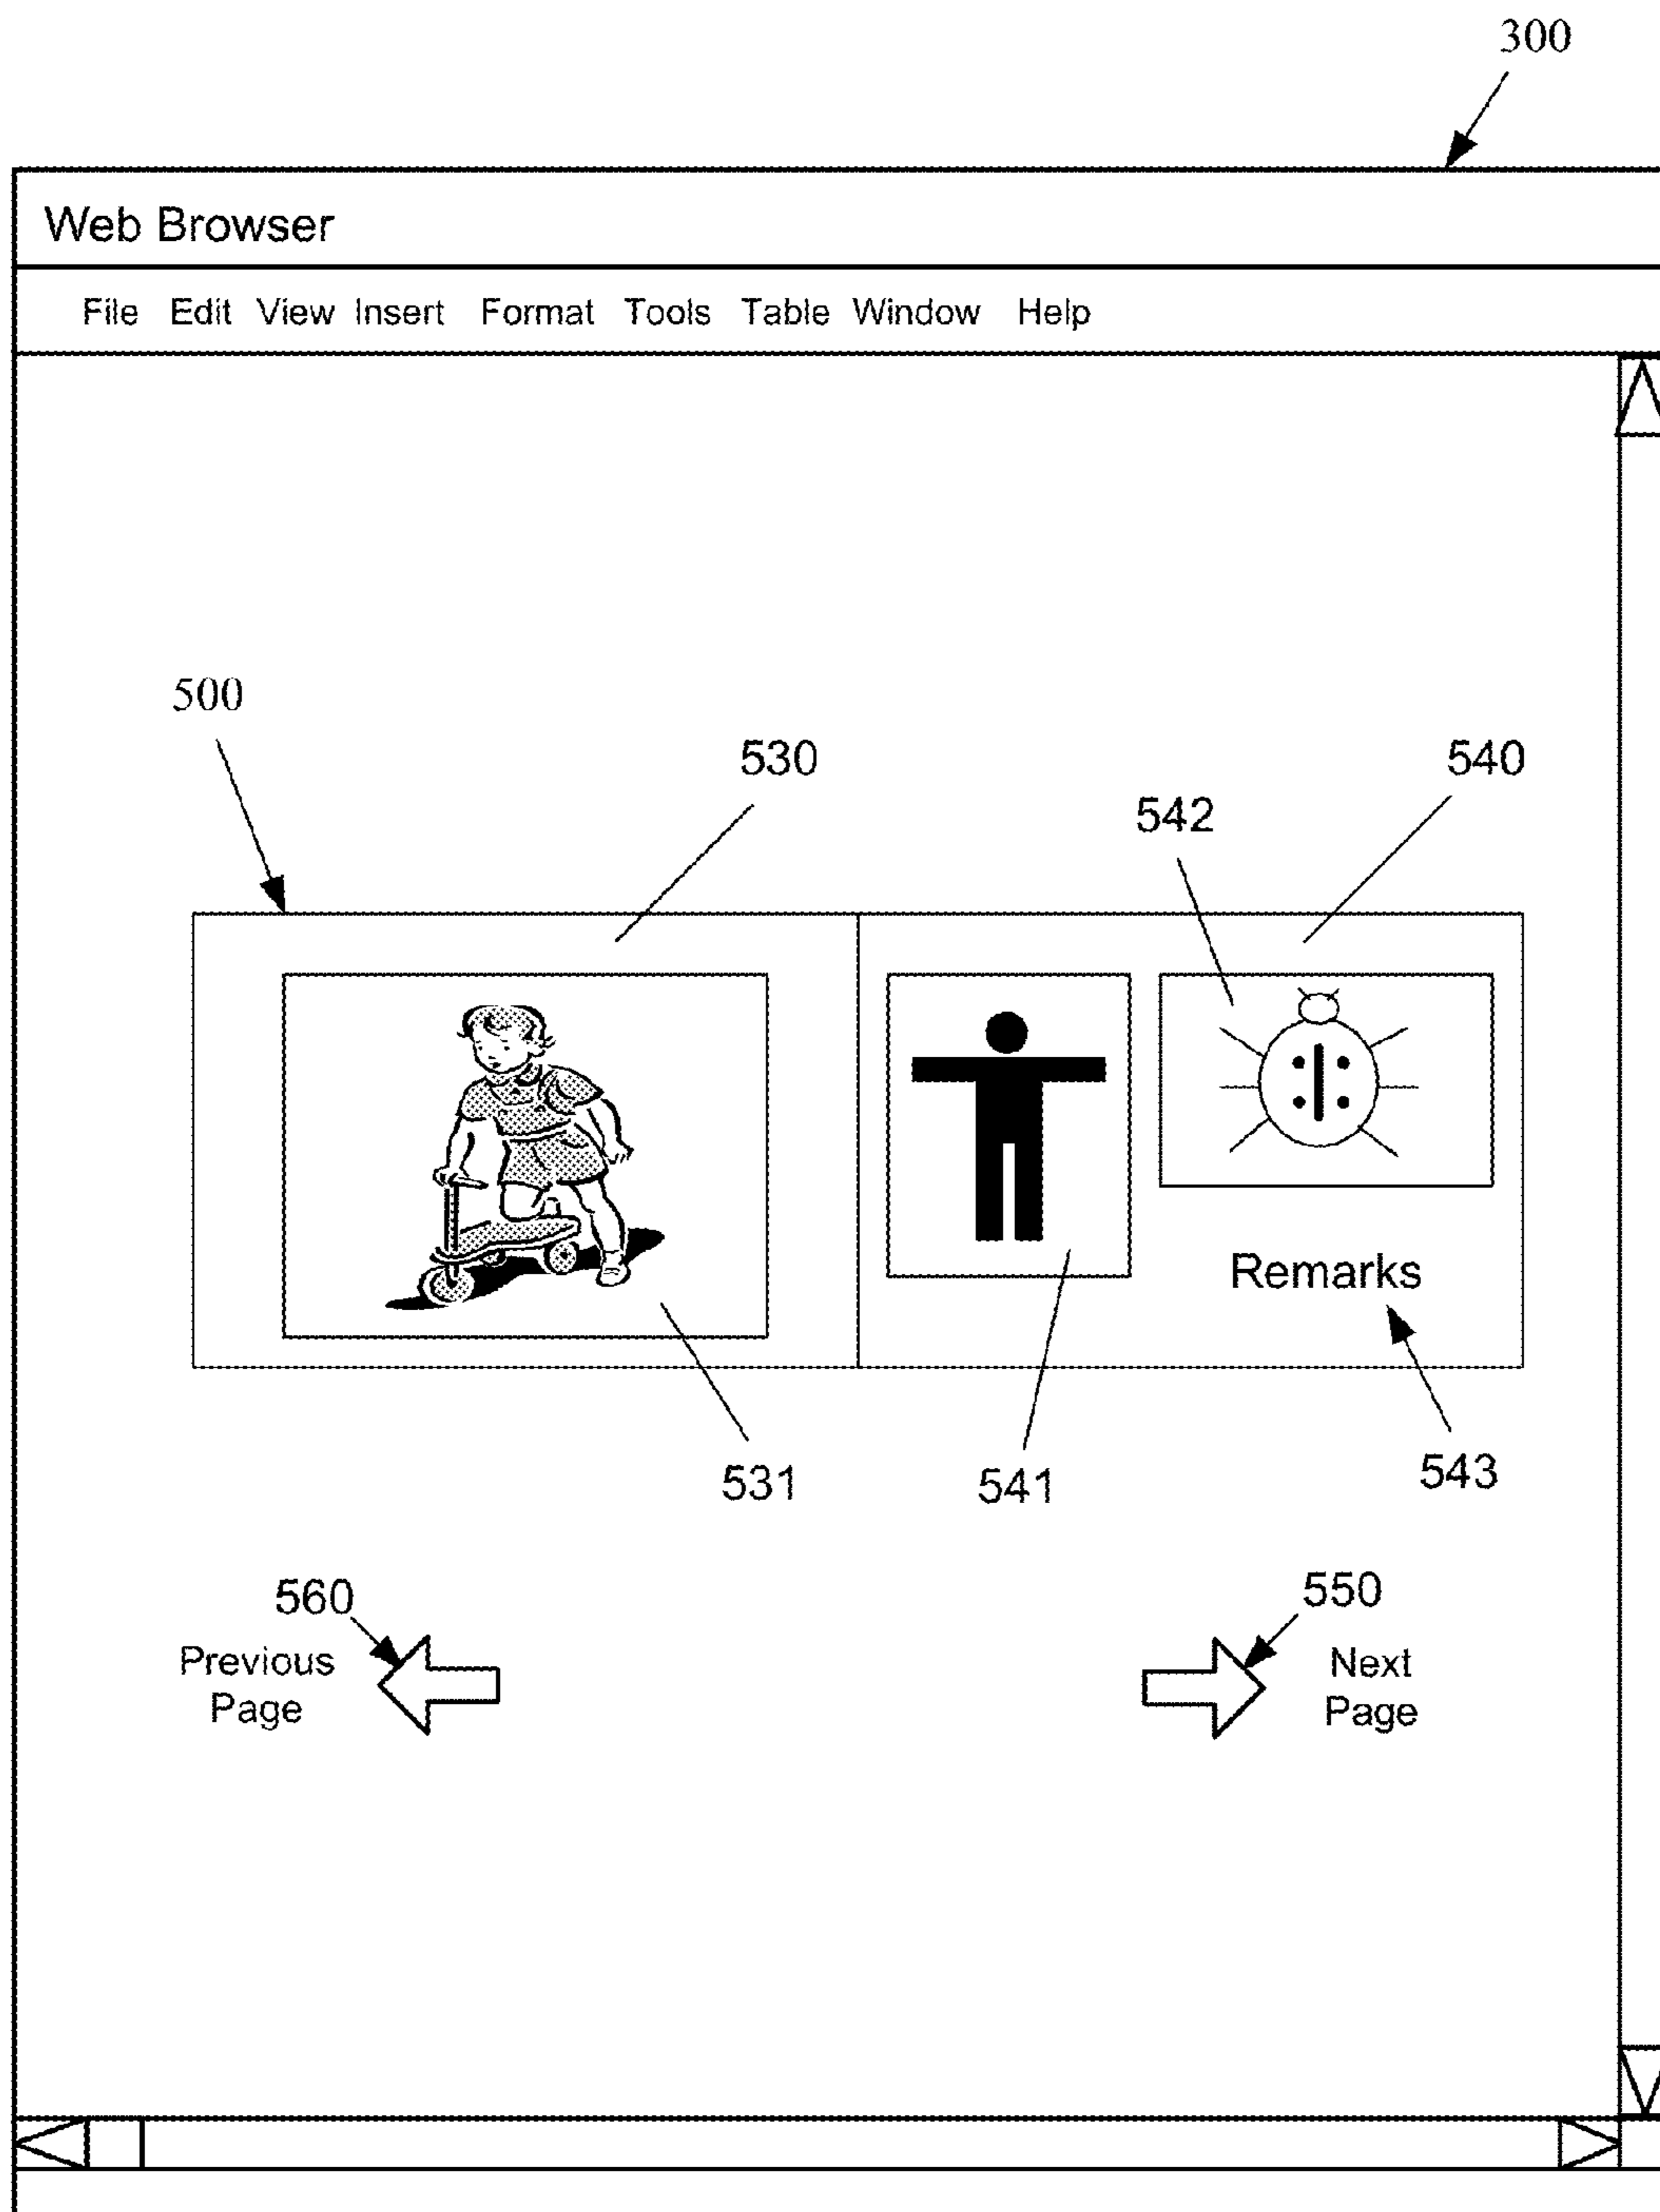 300
Web Browser
File Edit View Insert Format Tools Table Window Help
500
530
540
542
Remarks
531
541
543
560
550
Previous
Page
Next
Page